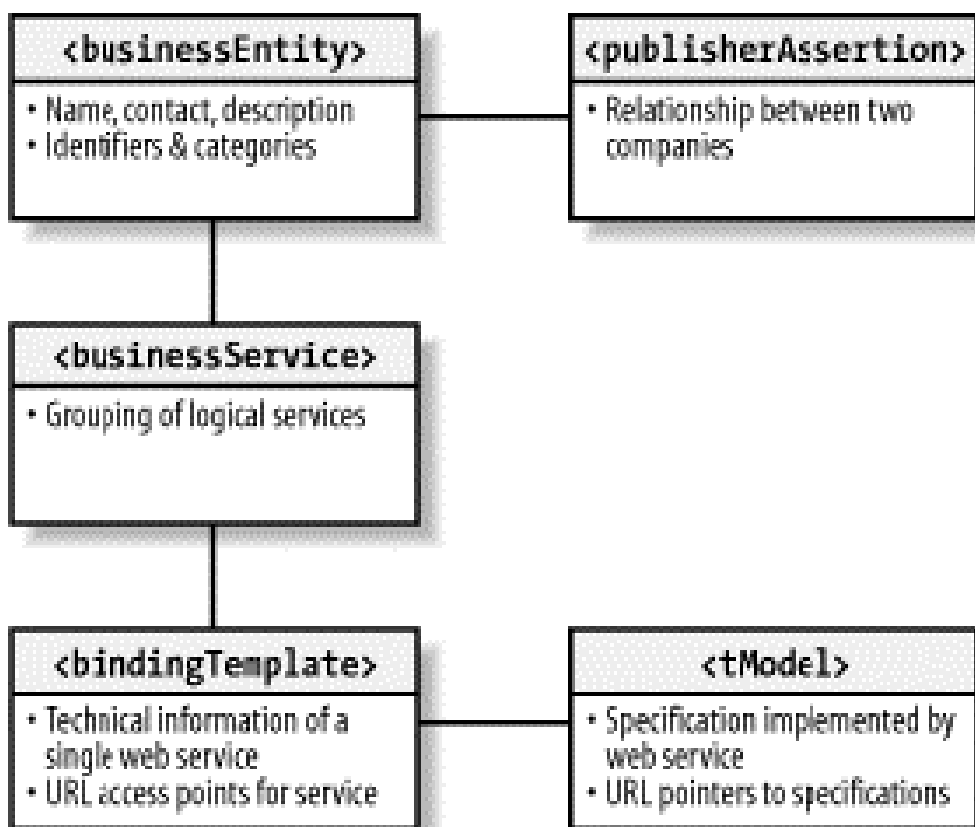 <businessEntity>
• Name, contact, description
• Identifiers & categories
<publisherAssertion>
• Relationship between two
companies
<businessService>
• Grouping of logical services
<bindingTemplate>
• Technical information of a
single web service
• URL access points for service
<tModel>
• Specification implemented by
web service
• URL pointers to specifications